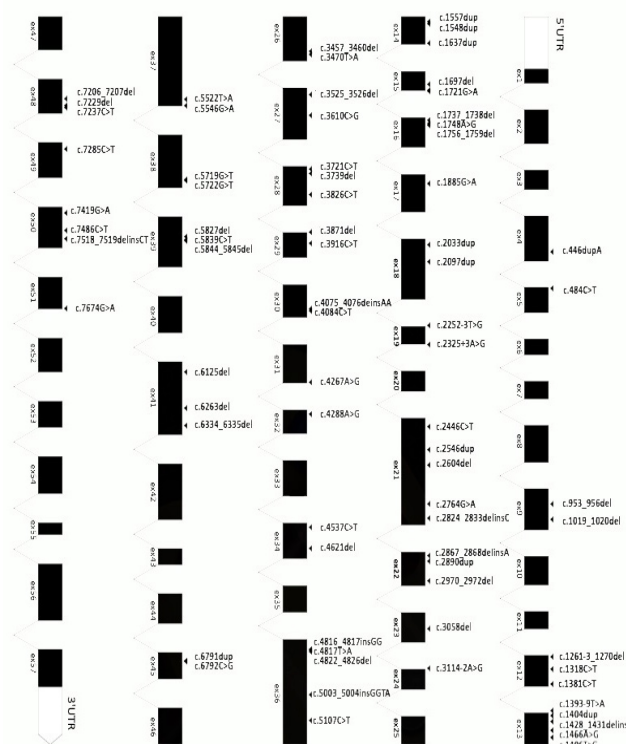 5'UTR
ex1
ex2
ex3
ex4
c.446dupA
ex5
c.484C>T
ex6
ex7
ex8
ex9
c.953_956del
c.1019_1020del
ex10
ex11
ex12
c.1261-3_1270del
c.1318C>T
c.1381C>T
ex13
c.1393-9T>A
c.1404dup
c.1428_1431delins
c.1466A>G
ex14
c.1557dup
c.1548dup
c.1637dup
ex15
c.1697del
c.1721G>A
ex16
c.1737_1738del
c.1748A>G
c.1756_1759del
ex17
c.1885G>A
ex18
c.2033dup
c.2097dup
ex19
c.2252-3T>G
c.2325+3A>G
ex20
ex21
c.2446C>T
c.2546dup
c.2604del
c.2764G>A
c.2824_2833delinsC
ex22
c.2867_2868delinsA
c.2890dup
c.2970_2972del
ex23
c.3058del
ex24
c.3114-2A>G
ex25
ex26
c.3457_3460del
c.3470T>A
ex27
c.3525_3526del
c.3610C>G
ex28
c.3721C>T
c.3739del
c.3826C>T
ex29
c.3871del
c.3916C>T
ex30
c.4075_4076deinsAA
c.4084C>T
ex31
c.4267A>G
ex32
c.4288A>G
ex33
ex34
c.4537C>T
c.4621del
ex35
ex36
c.4816_4817insGG
c.4817T>A
c.4822_4826del
c.5003_5004insGGTA
c.5107C>T
ex37
c.5522T>A
c.5546G>A
ex38
c.5719G>T
c.5722G>T
ex39
c.5827del
c.5839C>T
c.5844_5845del
ex40
ex41
c.6125del
c.6263del
c.6334_6335del
ex42
ex43
ex44
ex45
c.6791dup
c.6792C>G
ex46
ex47
ex48
c.7206_7207del
c.7229del
c.7237C>T
ex49
c.7285C>T
ex50
c.7419G>A
c.7486C>T
c.7518_7519delinsCT
ex51
c.7674G>A
ex52
ex53
ex54
ex55
ex56
ex57
3'UTR